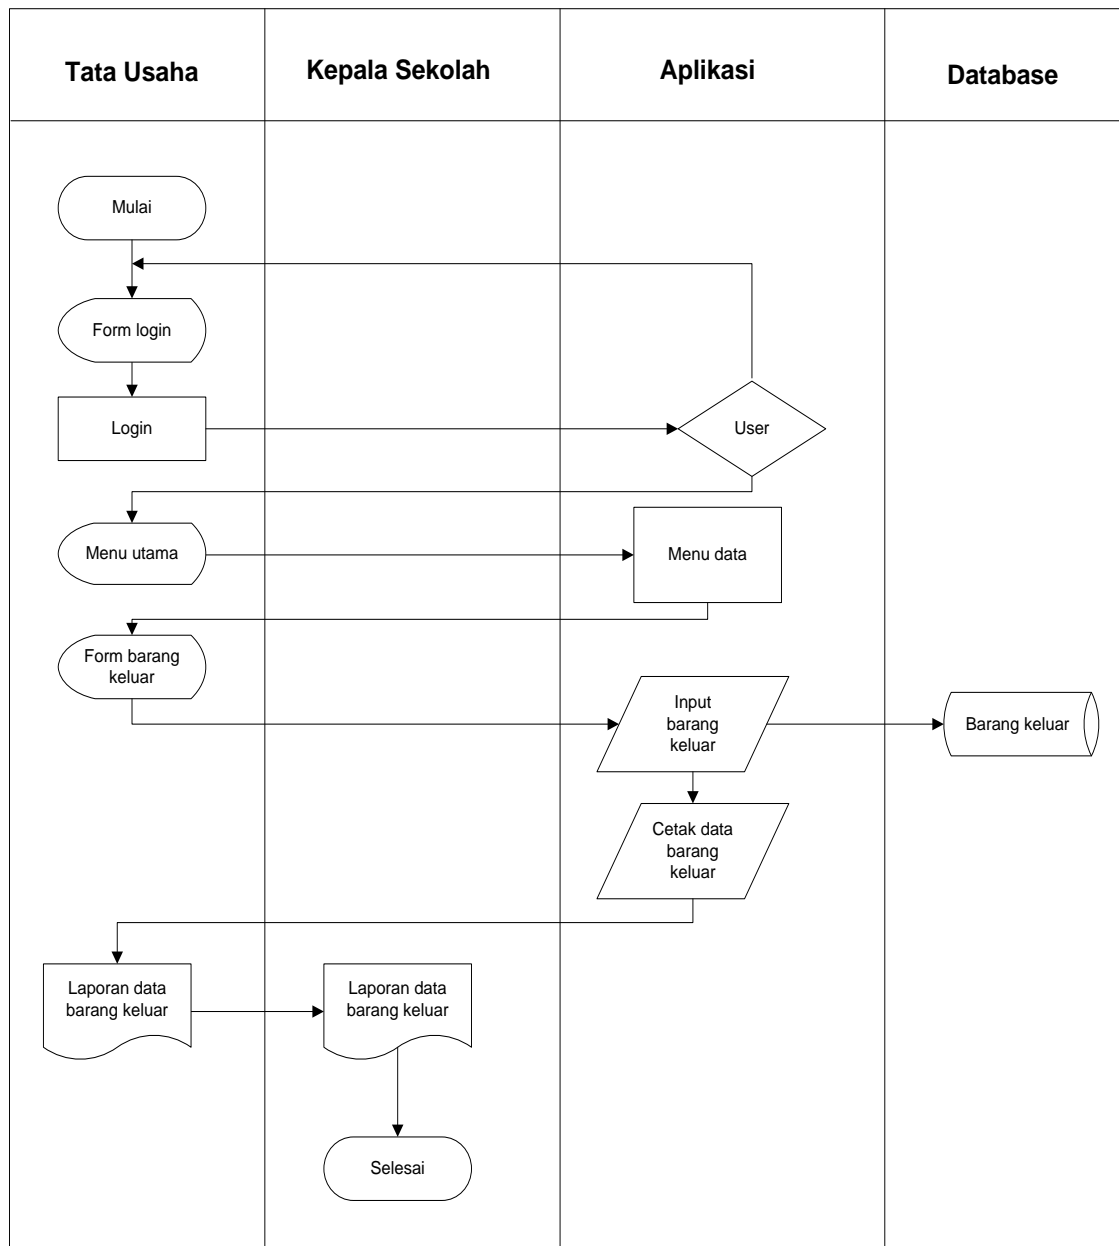 Tata Usaha
Kepala Sekolah
Aplikasi
Database
Mulai
Form login
Login
User
Menu utama
Menu data
Form barang
keluar
Input
barang
keluar
Barang keluar
Cetak data
barang
keluar
Laporan data
barang keluar
Laporan data
barang keluar
Selesai